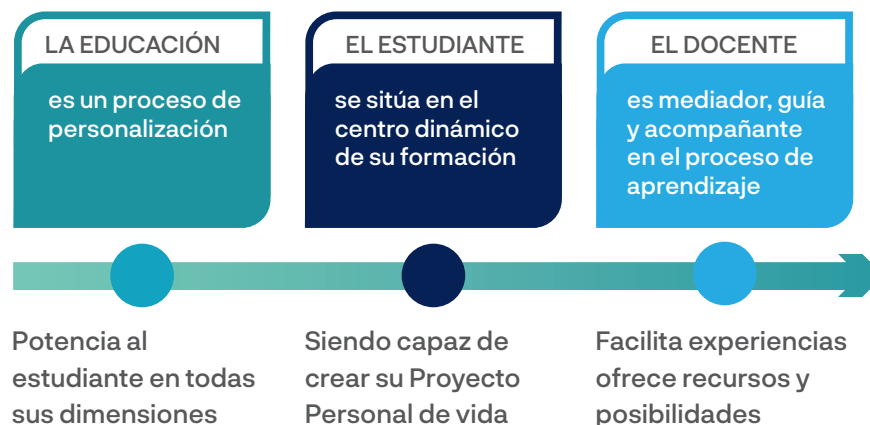 LA EDUCACIÓN
es un proceso de
personalización
EL ESTUDIANTE
se sitúa en el
centro dinámico
de su formación
EL DOCENTE
es mediador, guía
y acompañante
en el proceso de
aprendizaje
Potencia al
estudiante en todas
sus dimensiones
Siendo capaz de
crear su Proyecto
Personal de vida
Facilita experiencias
ofrece recursos y
posibilidades